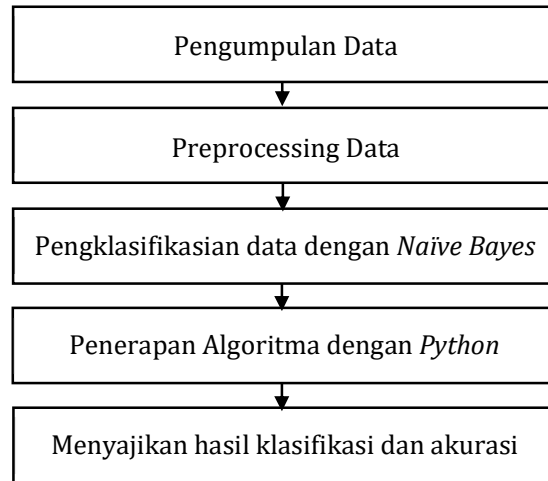 Pengumpulan Data
Preprocessing Data
Pengklasifikasian data dengan Naïve Bayes
Penerapan Algoritma dengan Python
Menyajikan hasil klasifikasi dan akurasi